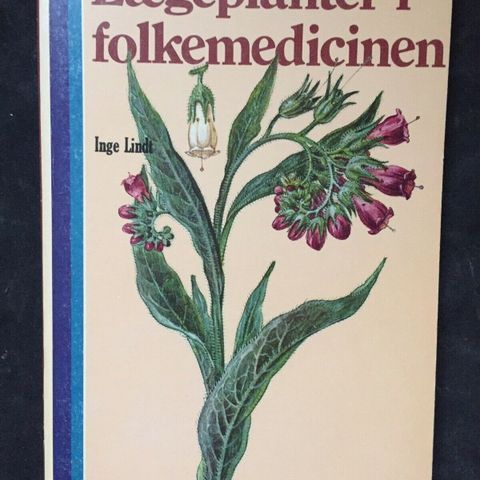 Lægeplanter i
folkemedicinen
Inge Lindt